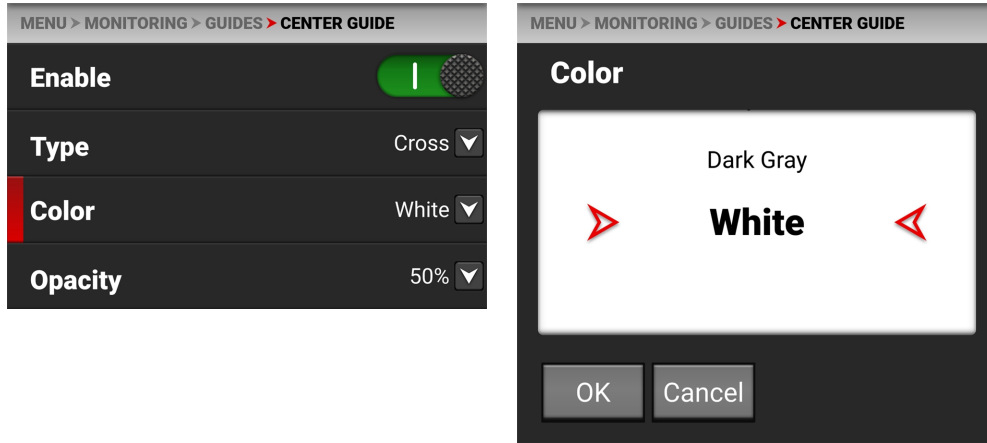 MENU > MONITORING > GUIDES > CENTER GUIDE
Enable
Type Cross
Color White
Opacity 50%
MENU > MONITORING > GUIDES > CENTER GUIDE
Color
Dark Gray
White
OK Cancel